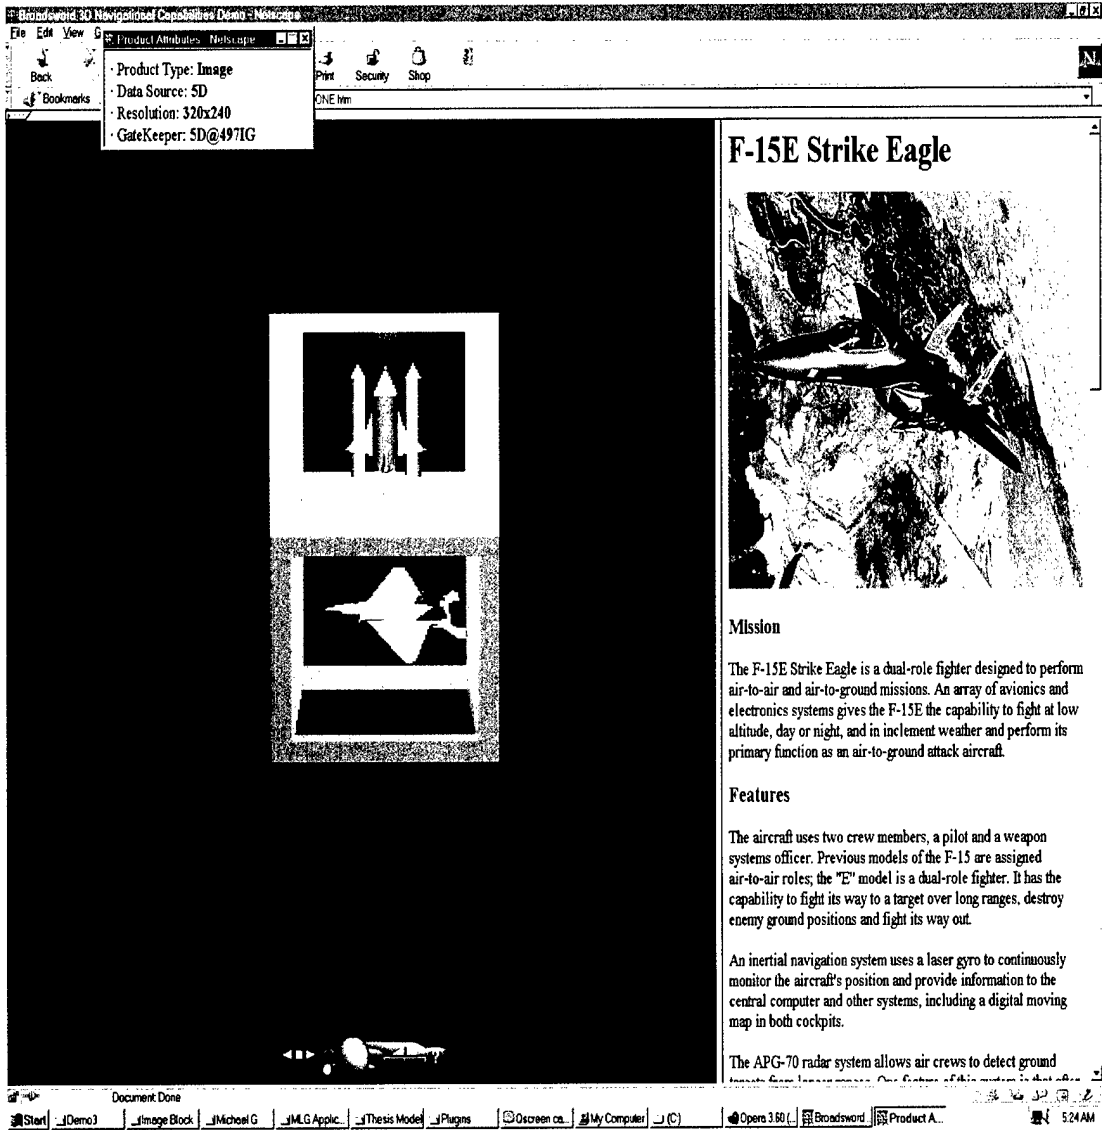 Broadsword 3D Navigational Capabilities Demo - Netscape
File Edit View G
Product Attributes - Netscape
· Product Type: Image
· Data Source: 5D
· Resolution: 320x240
· GateKeeper: 5D@497IG
Back
Print Security Shop
N
Bookmarks
ONE.htm
F-15E Strike Eagle
Mission
The F-15E Strike Eagle is a dual-role fighter designed to perform
air-to-air and air-to-ground missions. An array of avionics and
electronics systems gives the F-15E the capability to fight at low
altitude, day or night, and in inclement weather and perform its
primary function as an air-to-ground attack aircraft.
Features
The aircraft uses two crew members, a pilot and a weapon
systems officer. Previous models of the F-15 are assigned
air-to-air roles; the "E" model is a dual-role fighter. It has the
capability to fight its way to a target over long ranges, destroy
enemy ground positions and fight its way out.
An inertial navigation system uses a laser gyro to continuously
monitor the aircraft's position and provide information to the
central computer and other systems, including a digital moving
map in both cockpits.
The APG-70 radar system allows air crews to detect ground
Document Done
Start Demo3 Image Block Michael G MLG Applic... Thesis Model Plugins 0screen ca... My Computer (C:) Opera 3.60 (... Broadsword Product A... 5:24 AM